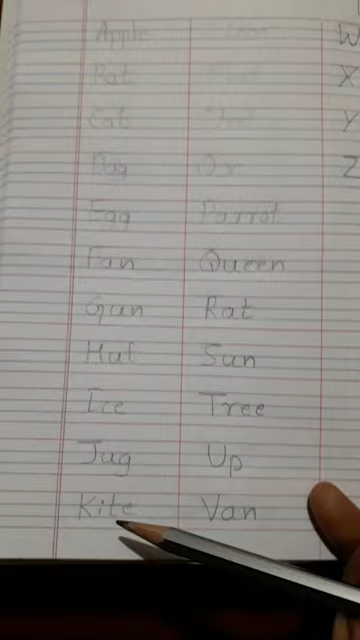 Apple
Bat
Cat
Dog
Egg
Fan
Gun
Hut
Ice
Jug
Kite
Ox
Parrot
Queen
Rat
Sun
Tree
Up
Van
W
X
Y
Z